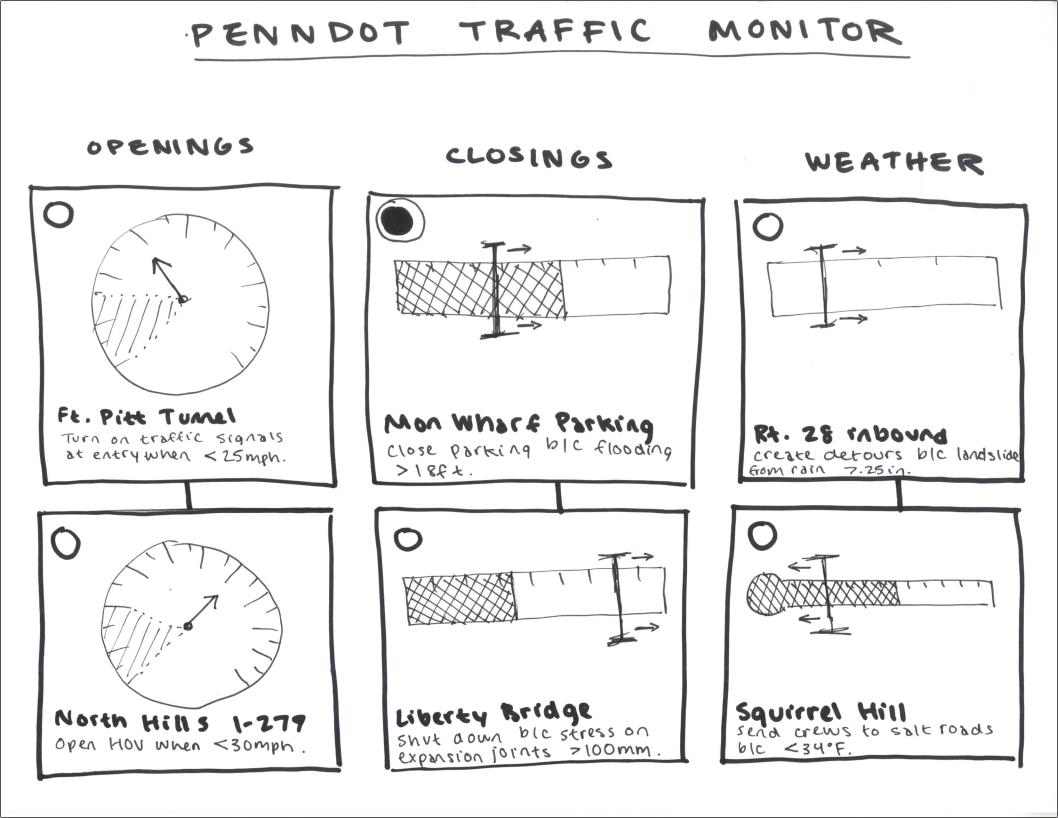 PENNDOT TRAFFIC MONITOR
OPENINGS
CLOSINGS
WEATHER
Ft. Pitt Tunnel
Turn on traffic signals
at entry when <25mph.
Mon Wharf Parking
close parking b/c flooding
>18ft.
Rt. 28 inbound
create detours b/c landslide
from rain 7.25in.
North Hills I-279
Open HOV when <30mph.
Liberty Bridge
Shut down b/c stress on
expansion joints >100mm.
Squirrel Hill
send crews to salt roads
b/c <34°F.